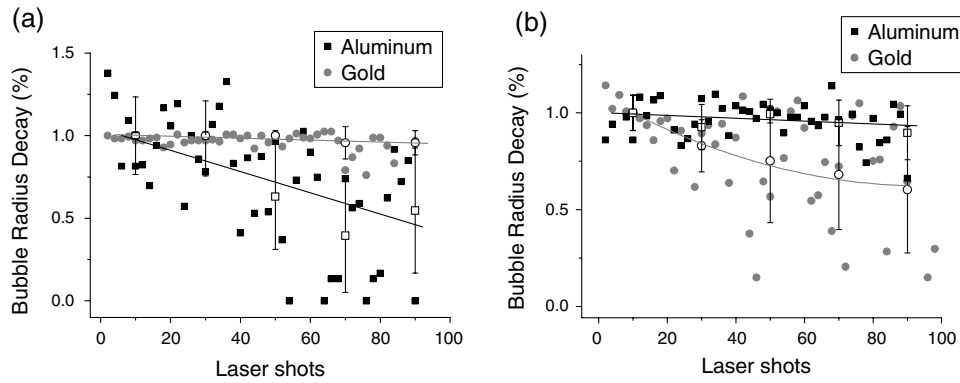 (a)
Aluminum
Gold
Bubble Radius Decay (%)
1.5
1.0
0.5
0.0
0 20 40 60 80 100
Laser shots
(b)
Aluminum
Gold
Bubble Radius Decay (%)
1.0
0.5
0.0
0 20 40 60 80 100
Laser shots